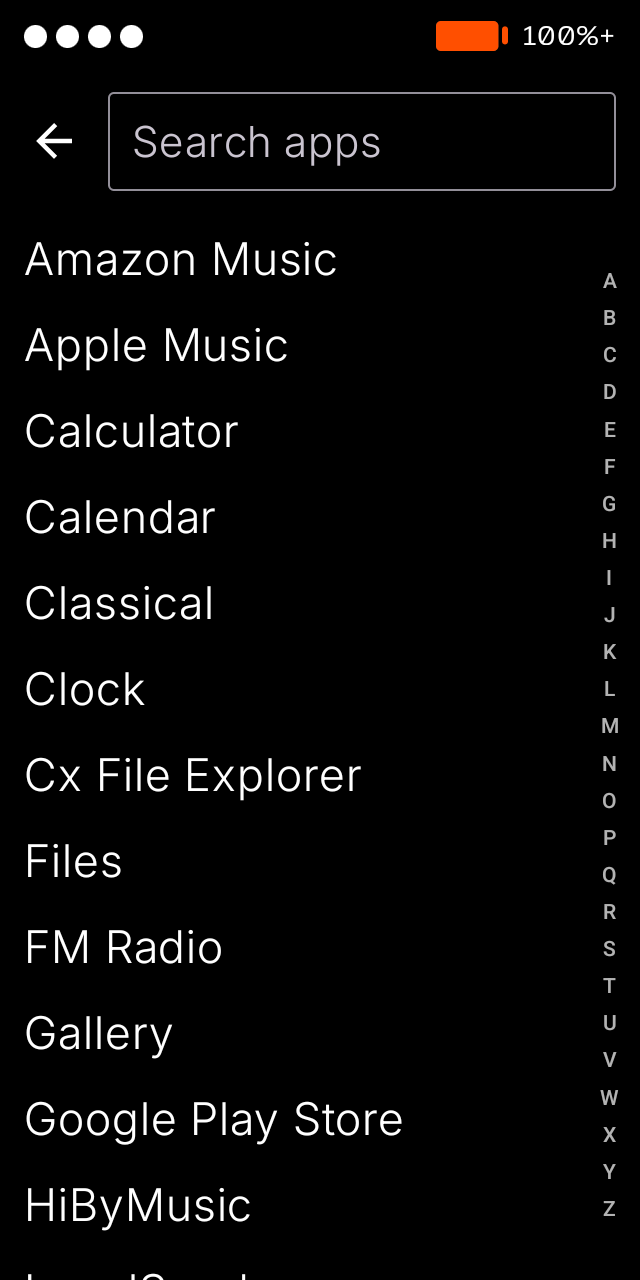 100%+
Search apps
Amazon Music
Apple Music
Calculator
Calendar
Classical
Clock
Cx File Explorer
Files
FM Radio
Gallery
Google Play Store
HiByMusic
A
B
C
D
E
F
G
H
I
J
K
L
M
N
O
P
Q
R
S
T
U
V
W
X
Y
Z